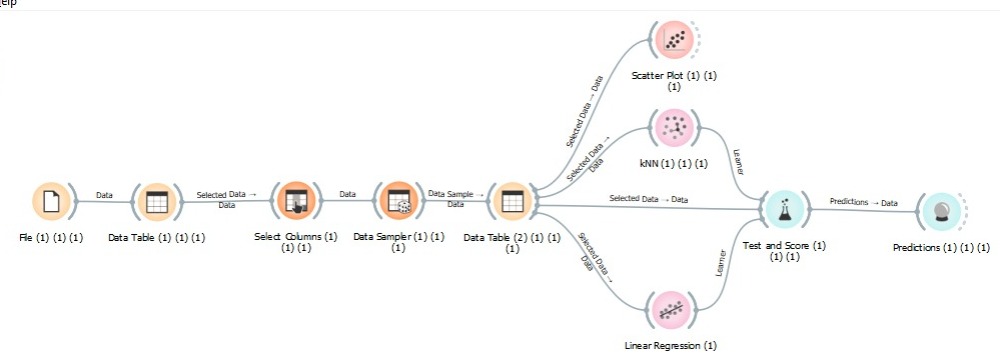 elp
Scatter Plot (1) (1)
(1)
Selected Data → Data
kNN (1) (1) (1)
Selected Data →
Data
Learner
Data
Selected Data →
Data
Data
Data Sample →
Data
Selected Data → Data
Predictions → Data
File (1) (1) (1)
Data Table (1) (1) (1)
Select Columns (1)
(1) (1)
Data Sampler (1) (1)
(1)
Data Table (2) (1) (1)
(1)
Test and Score (1)
(1) (1)
Predictions (1) (1) (1)
Selected Data →
Data
Learner
Linear Regression (1)